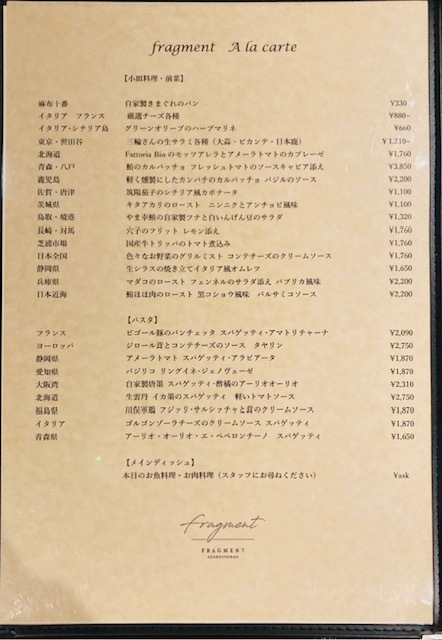 fragment A la carte
【小皿料理・前菜】
麻布十番 自家製きまぐれのパン ¥330
イタリア フランス 厳選チーズ各種 ¥880~
イタリア・シチリア島 グリーンオリーブのハーブマリネ ¥660
東京・世田谷 三輪さんの生サラミ各種（大蒜・ピカンテ・日本鹿） ¥1,710~
北海道 Fattoria Bioのモッツアレラとアメーラトマトのカプレーゼ ¥1,760
青森・八戸 鮪のカルパッチョ フレッシュトマトのソースキャビア添え ¥3,850
鹿児島 軽く燻製にしたカンパチのカルパッチョ バジルのソース ¥2,200
佐賀・唐津 筑陽茄子のシチリア風カポナータ ¥1,100
茨城県 キタアカリのロースト ニンニクとアンチョビ風味 ¥1,100
鳥取・境港 やま幸鮪の自家製ツナと白いんげん豆のサラダ ¥1,320
長崎・対馬 穴子のフリット レモン添え ¥1,760
芝浦市場 国産牛トリッパのトマト煮込み ¥1,760
日本全国 色々なお野菜のグリルミスト コンテチーズのクリームソース ¥1,760
静岡県 生シラスの焼き立てイタリア風オムレツ ¥1,650
兵庫県 マダコのロースト フェンネルのサラダ添え パプリカ風味 ¥2,200
日本近海 鮪ほほ肉のロースト 黒コショウ風味 バルサミコソース ¥2,200
【パスタ】
フランス ビゴール豚のパンチェッタ スパゲティ・アマトリチャーナ ¥2,090
ヨーロッパ ジロール茸とコンテチーズのソース タヤリン ¥2,750
静岡県 アメーラトマト スパゲッティ・アラビアータ ¥1,870
愛知県 バジリコ リングイネ・ジェノヴェーゼ ¥1,870
大阪湾 自家製唐墨 スパゲッティ・酢橘のアーリオオーリオ ¥2,310
北海道 生雲丹 イカ墨のスパゲッティ 軽いトマトソース ¥2,750
福島県 川俣軍鶏 フジッリ・サルシッチャと茸のクリームソース ¥1,870
イタリア ゴルゴンゾーラチーズのクリームソース スパゲッティ ¥1,870
青森県 アーリオ・オーリオ・エ・ペペロンチーノ スパゲッティ ¥1,650
【メインディッシュ】
本日のお魚料理・お肉料理（スタッフにお尋ねください） ¥ask
fragment
FRAGMENT
AZABUJYUBAN